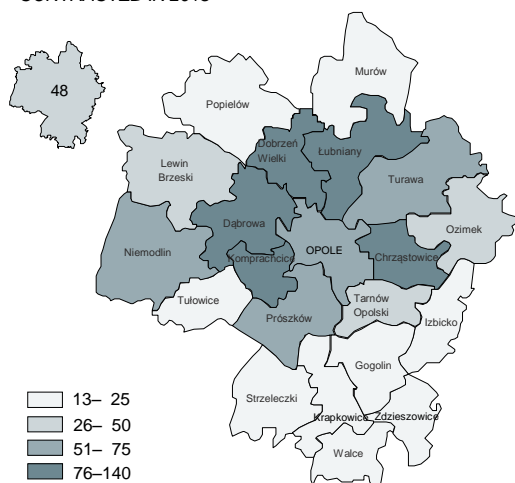 48
Murów
Popielów
Dobrzeń
Wielki
Łubniany
Lewin
Brzeski
Turawa
Ozimek
Dąbrowa
Niemodlin
OPOLE
Chrząstowice
Komprachcice
Tułowice
Tarnów
Opolski
Prószków
Izbicko
Gogolin
Strzeleczki
Krapkowice
Zdzieszowice
Walce
13– 25
26– 50
51– 75
76–140